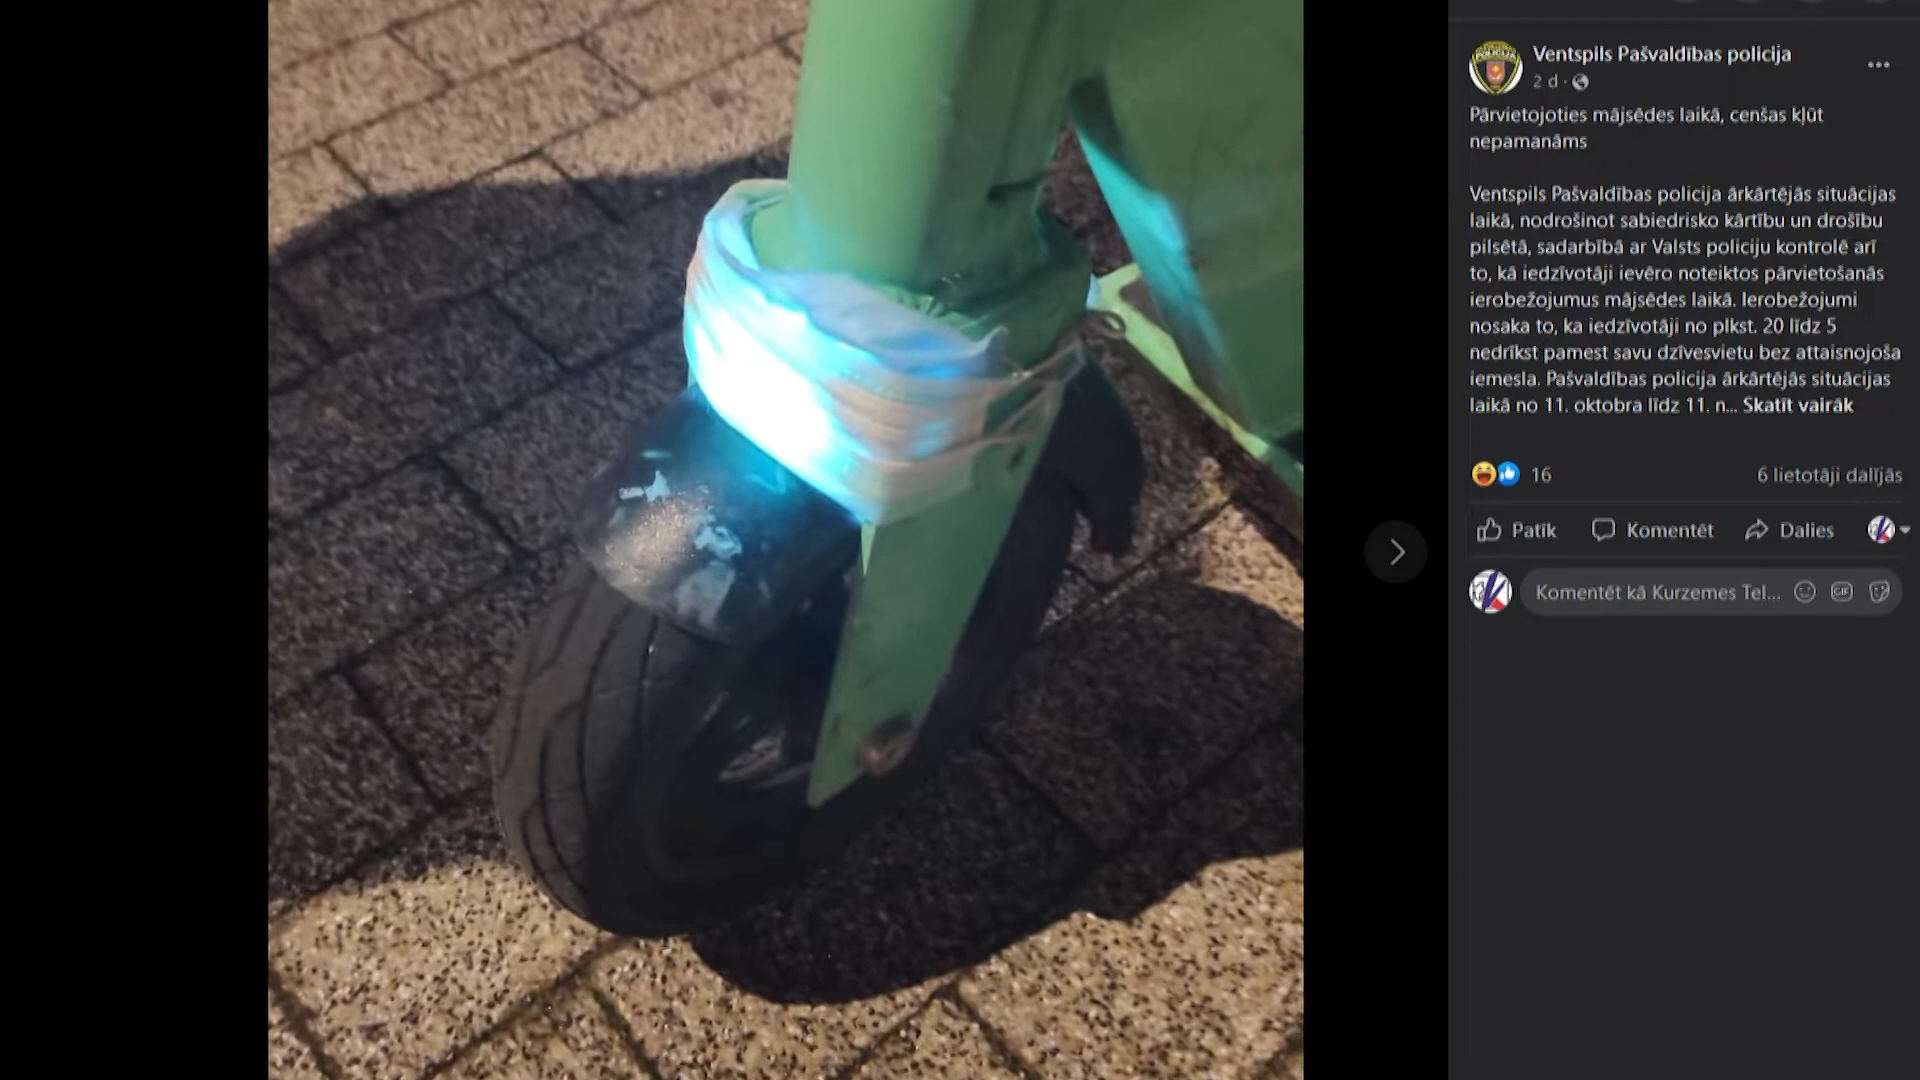 Ventspils Pašvaldības policija
2 d ·
Pārvietojoties mājsēdes laikā, cenšas kļūt
nepamanāms
Ventspils Pašvaldības policija ārkārtējās situācijas
laikā, nodrošinot sabiedrisko kārtību un drošību
pilsētā, sadarbībā ar Valsts policiju kontrolē arī
to, kā iedzīvotāji ievēro noteiktos pārvietošanās
ierobežojumus mājsēdes laikā. Ierobežojumi
nosaka to, ka iedzīvotāji no plkst. 20 līdz 5
nedrīkst pamest savu dzīvesvietu bez attaisnojoša
iemesla. Pašvaldības policija ārkārtējās situācijas
laikā no 11. oktobra līdz 11. n... Skatīt vairāk
16
6 lietotāji dalījās
Patīk Komentēt Dalies
Komentēt kā Kurzemes Tel...
GIF